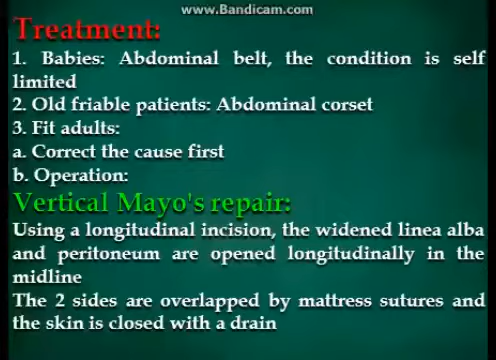 www.Bandicam.com
Treatment:
1. Babies: Abdominal belt, the condition is self
limited
2. Old friable patients: Abdominal corset
3. Fit adults:
a. Correct the cause first
b. Operation:
Vertical Mayo's repair:
Using a longitudinal incision, the widened linea alba
and peritoneum are opened longitudinally in the
midline
The 2 sides are overlapped by mattress sutures and
the skin is closed with a drain